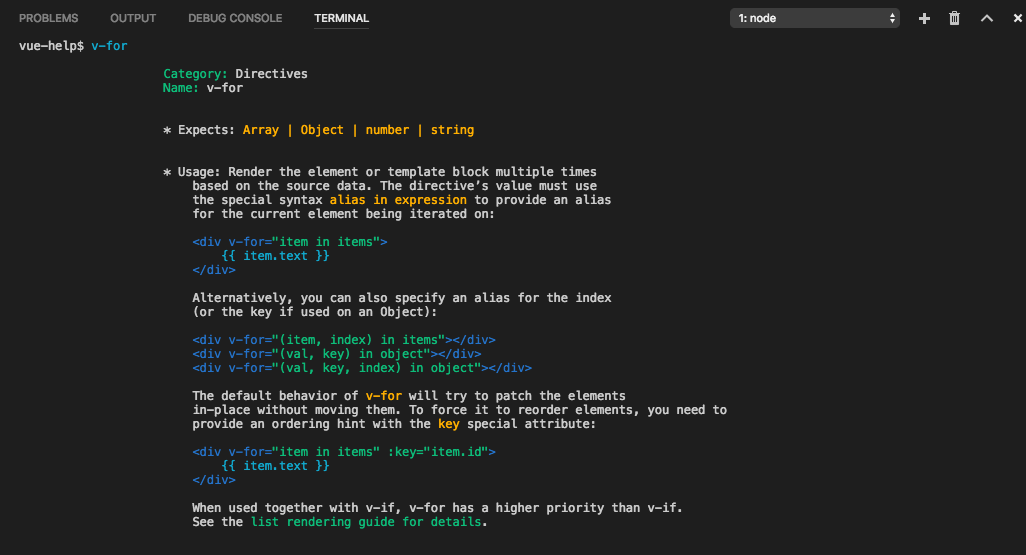 PROBLEMS OUTPUT DEBUG CONSOLE TERMINAL 1: node
vue-help$ v-for
Category: Directives
Name: v-for
* Expects: Array | Object | number | string
* Usage: Render the element or template block multiple times
based on the source data. The directive’s value must use
the special syntax alias in expression to provide an alias
for the current element being iterated on:
<div v-for="item in items">
{{ item.text }}
</div>
Alternatively, you can also specify an alias for the index
(or the key if used on an Object):
<div v-for="(item, index) in items"></div>
<div v-for="(val, key) in object"></div>
<div v-for="(val, key, index) in object"></div>
The default behavior of v-for will try to patch the elements
in-place without moving them. To force it to reorder elements, you need to
provide an ordering hint with the key special attribute:
<div v-for="item in items" :key="item.id">
{{ item.text }}
</div>
When used together with v-if, v-for has a higher priority than v-if.
See the list rendering guide for details.